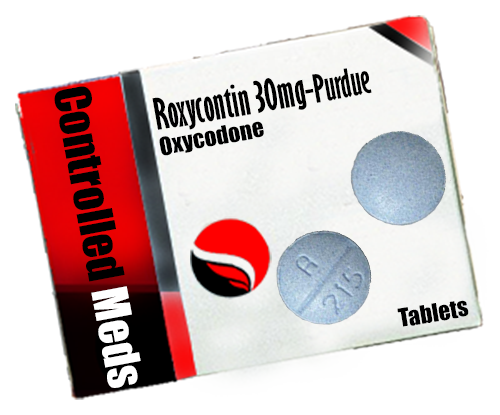 Controlled Meds
Roxycontin 30mg-Purdue
Oxycodone
A
215
Tablets